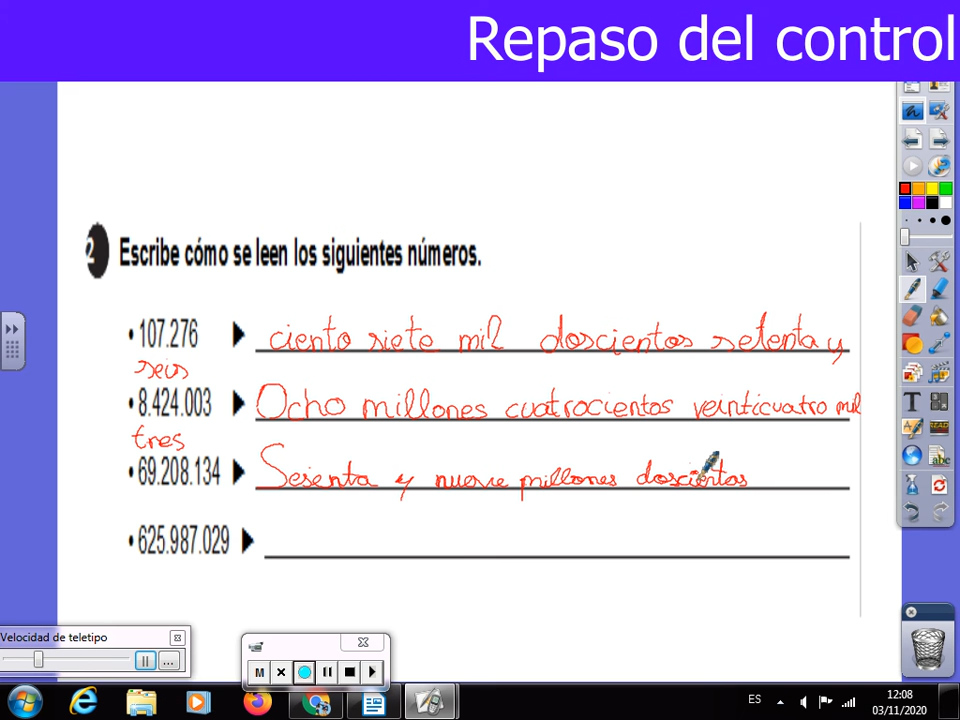 Repaso del control
2 Escribe cómo se leen los siguientes números.
• 107.276 ciento siete mil doscientos setenta y
seis
• 8.424.003 Ocho millones cuatrocientos veinticuatro mil
tres
• 69.208.134 Sesenta y nueve millones doscientos
• 625.987.029
Velocidad de teletipo
...
M
T
READ
abc
ES
12:08
03/11/2020